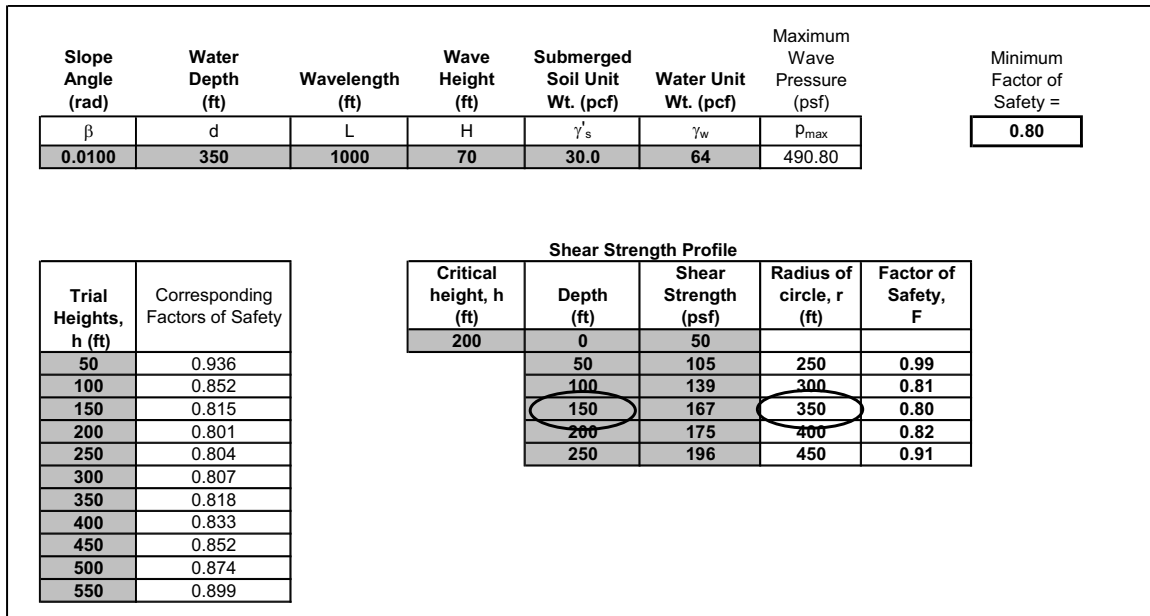 Slope Angle (rad) Water Depth (ft) Wavelength (ft) Wave Height (ft) Submerged Soil Unit Wt. (pcf) Water Unit Wt. (pcf) Maximum Wave Pressure (psf) Minimum Factor of Safety =
β d L H γ's γw pmax 0.80
0.0100 350 1000 70 30.0 64 490.80
Shear Strength Profile
Trial Heights, h (ft) Corresponding Factors of Safety
50 0.936
100 0.852
150 0.815
200 0.801
250 0.804
300 0.807
350 0.818
400 0.833
450 0.852
500 0.874
550 0.899
Critical height, h (ft) Depth (ft) Shear Strength (psf) Radius of circle, r (ft) Factor of Safety, F
200 0 50
50 105 250 0.99
100 139 300 0.81
150 167 350 0.80
200 175 400 0.82
250 196 450 0.91